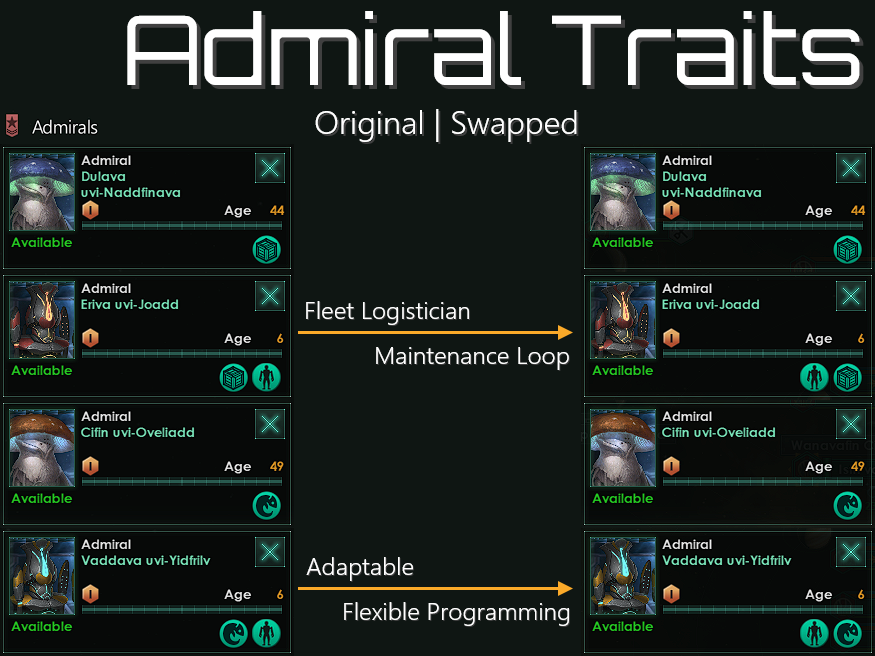 Admiral Traits
Original | Swapped
Admirals
Admiral
Dulava
uvi-Naddfinava
Age 44
Available
Admiral
Eriva uvi-Joadd
Age 6
Available
Admiral
Cifin uvi-Oveliadd
Age 49
Available
Admiral
Vaddava uvi-Yidfrilv
Age 6
Available
Fleet Logistician
Maintenance Loop
Adaptable
Flexible Programming
Admiral
Dulava
uvi-Naddfinava
Age 44
Available
Admiral
Eriva uvi-Joadd
Age 6
Available
Admiral
Cifin uvi-Oveliadd
Age 49
Available
Admiral
Vaddava uvi-Yidfrilv
Age 6
Available